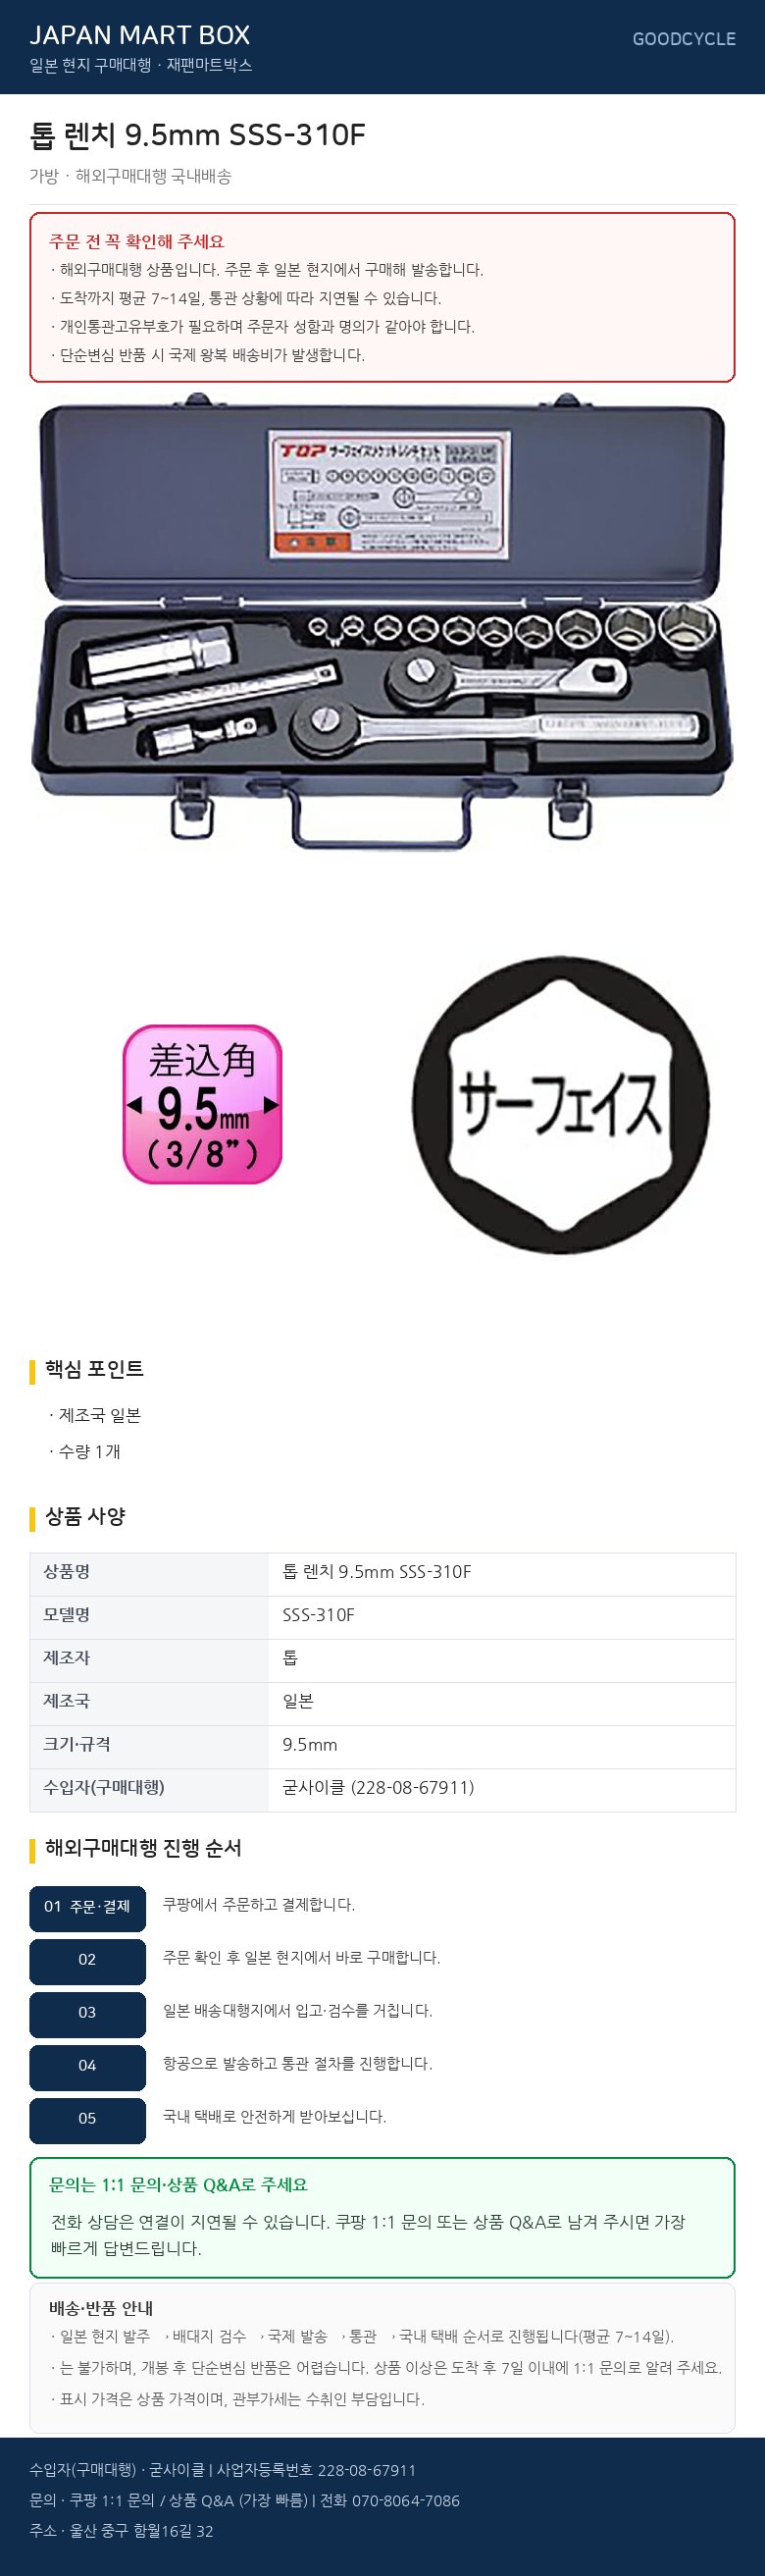 JAPAN MART BOX
일본 현지 구매대행 · 재팬마트박스
GOODCYCLE
톱 렌치 9.5mm SSS-310F
가방 · 해외구매대행 국내배송
주문 전 꼭 확인해 주세요
· 해외구매대행 상품입니다. 주문 후 일본 현지에서 구매해 발송합니다.
· 도착까지 평균 7~14일, 통관 상황에 따라 지연될 수 있습니다.
· 개인통관고유부호가 필요하며 주문자 성함과 명의가 같아야 합니다.
· 단순변심 반품 시 국제 왕복 배송비가 발생합니다.
TOP サーフェイスソケットレンチセット
差込角
9.5mm
(3/8")
サーフェイス
핵심 포인트
· 제조국 일본
· 수량 1개
상품 사양
상품명 톱 렌치 9.5mm SSS-310F
모델명 SSS-310F
제조자 톱
제조국 일본
크기·규격 9.5mm
수입자(구매대행) 굳사이클 (228-08-67911)
해외구매대행 진행 순서
01 주문·결제 쿠팡에서 주문하고 결제합니다.
02 주문 확인 후 일본 현지에서 바로 구매합니다.
03 일본 배송대행지에서 입고·검수를 거칩니다.
04 항공으로 발송하고 통관 절차를 진행합니다.
05 국내 택배로 안전하게 받아보십니다.
문의는 1:1 문의·상품 Q&A로 주세요
전화 상담은 연결이 지연될 수 있습니다. 쿠팡 1:1 문의 또는 상품 Q&A로 남겨 주시면 가장
빠르게 답변드립니다.
배송·반품 안내
· 일본 현지 발주 → 배대지 검수 → 국제 발송 → 통관 → 국내 택배 순서로 진행됩니다(평균 7~14일).
· 는 불가하며, 개봉 후 단순변심 반품은 어렵습니다. 상품 이상은 도착 후 7일 이내에 1:1 문의로 알려 주세요.
· 표시 가격은 상품 가격이며, 관부가세는 수취인 부담입니다.
수입자(구매대행) · 굳사이클 | 사업자등록번호 228-08-67911
문의 · 쿠팡 1:1 문의 / 상품 Q&A (가장 빠름) | 전화 070-8064-7086
주소 · 울산 중구 함월16길 32